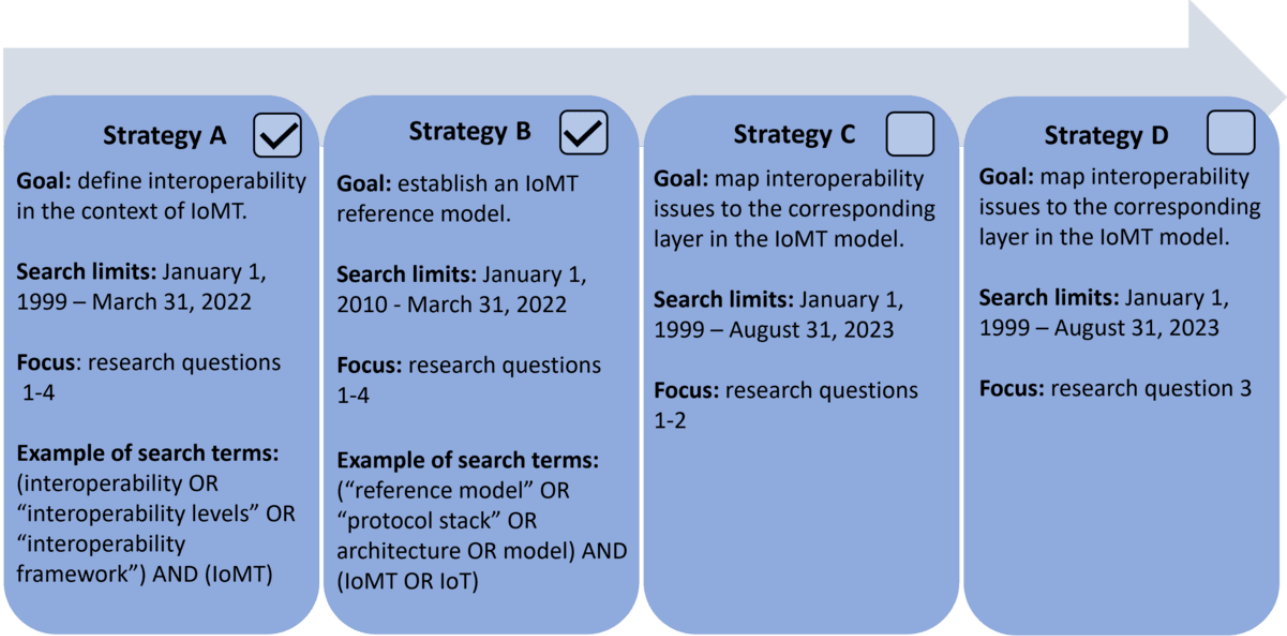 Strategy A
Goal: define interoperability
in the context of IoMT.
Search limits: January 1,
1999 – March 31, 2022
Focus: research questions
1-4
Example of search terms:
(interoperability OR
“interoperability levels” OR
“interoperability
framework”) AND (IoMT)
Strategy B
Goal: establish an IoMT
reference model.
Search limits: January 1,
2010 - March 31, 2022
Focus: research questions
1-4
Example of search terms:
(“reference model” OR
“protocol stack” OR
architecture OR model) AND
(IoMT OR IoT)
Strategy C
Goal: map interoperability
issues to the corresponding
layer in the IoMT model.
Search limits: January 1,
1999 – August 31, 2023
Focus: research questions
1-2
Strategy D
Goal: map interoperability
issues to the corresponding
layer in the IoMT model.
Search limits: January 1,
1999 – August 31, 2023
Focus: research question 3